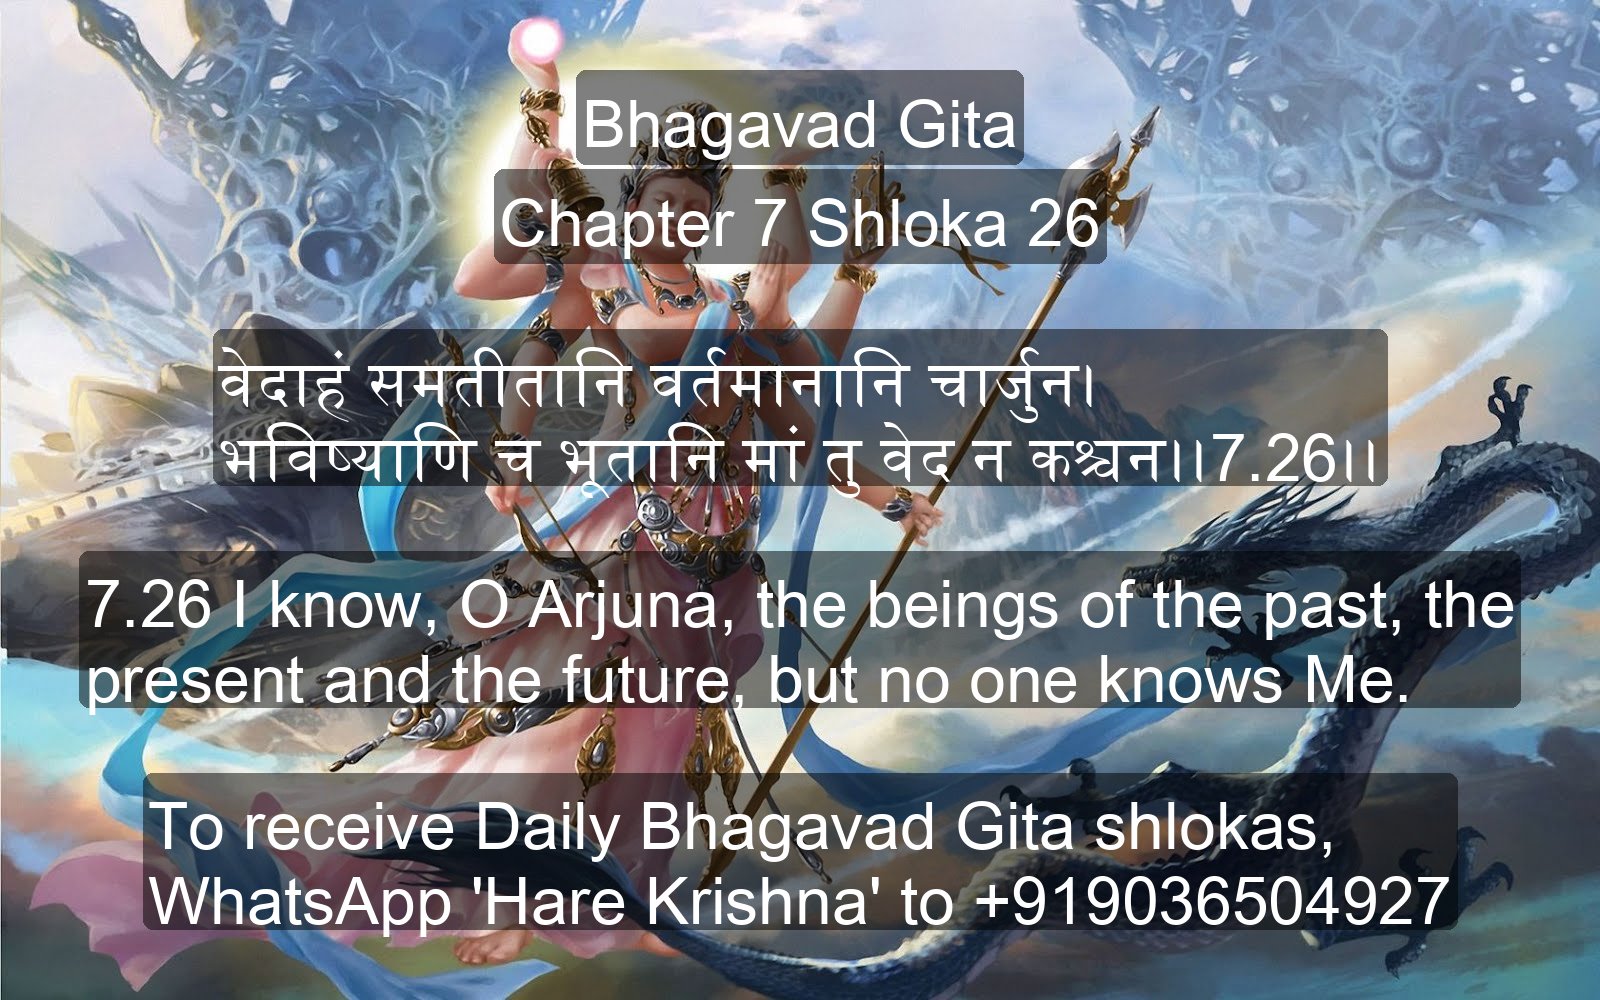 Bhagavad Gita
Chapter 7 Shloka 26
वेदाहं समतीतानि वर्तमानानि चार्जुन।
भविष्याणि च भूतानि मां तु वेद न कश्चन।।7.26।।
7.26 I know, O Arjuna, the beings of the past, the
present and the future, but no one knows Me.
To receive Daily Bhagavad Gita shlokas,
WhatsApp 'Hare Krishna' to +919036504927